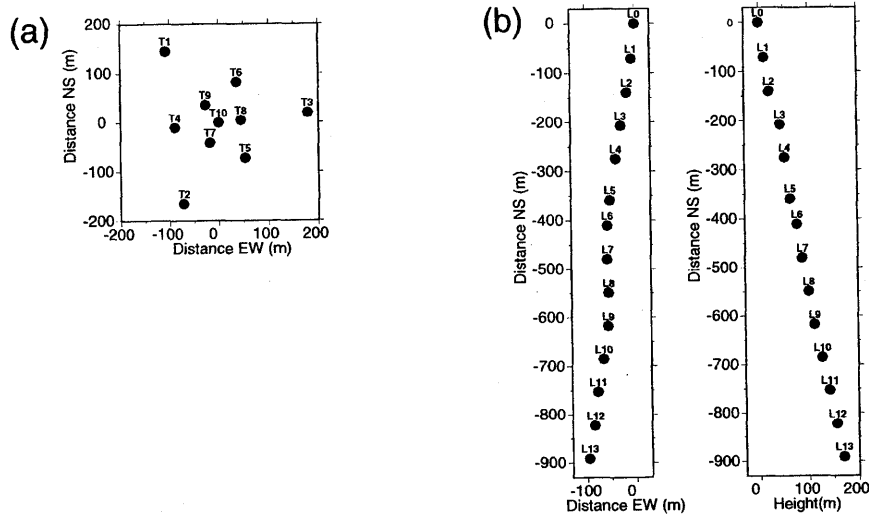 (a)
200
100
0
-100
-200
Distance NS (m)
T1
T6
T9
T3
T10
T8
T4
T7
T5
T2
-200 -100 0 100 200
Distance EW (m)
(b)
0
-100
-200
-300
-400
-500
-600
-700
-800
-900
Distance NS (m)
L0
L1
L2
L3
L4
L5
L6
L7
L8
L9
L10
L11
L12
L13
-100 0
Distance EW (m)
0
-100
-200
-300
-400
-500
-600
-700
-800
-900
Distance NS (m)
L0
L1
L2
L3
L4
L5
L6
L7
L8
L9
L10
L11
L12
L13
0 100 200
Height(m)